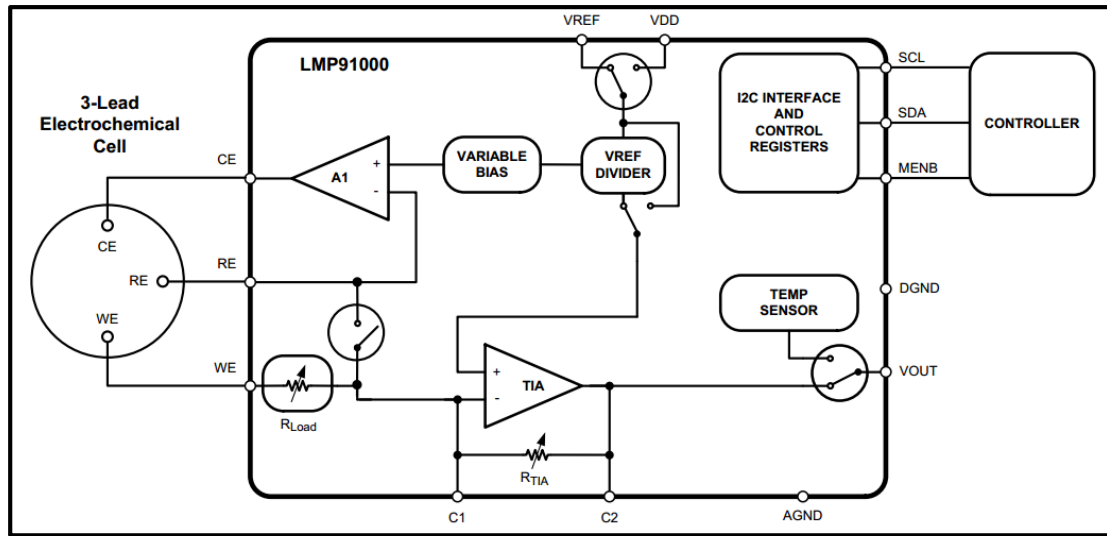 VREF
VDD
LMP91000
3-Lead
Electrochemical
Cell
I2C INTERFACE
AND
CONTROL
REGISTERS
SCL
SDA
MENB
CONTROLLER
CE
A1
+
-
VARIABLE
BIAS
VREF
DIVIDER
CE
RE
WE
RE
WE
RLoad
+
-
TIA
RTIA
TEMP
SENSOR
DGND
VOUT
C1
C2
AGND